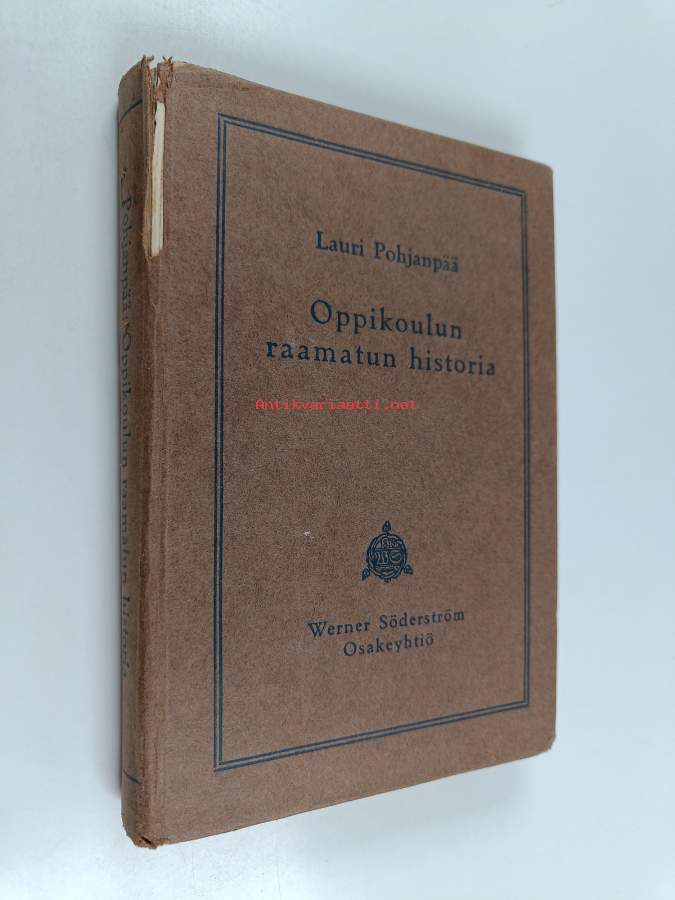 Lauri Pohjanpää
Oppikoulun
raamatun historia
Antikvariaatti.net
Werner Söderström
Osakeyhtiö
Pohjanpää: Oppikoulun raamatun historia